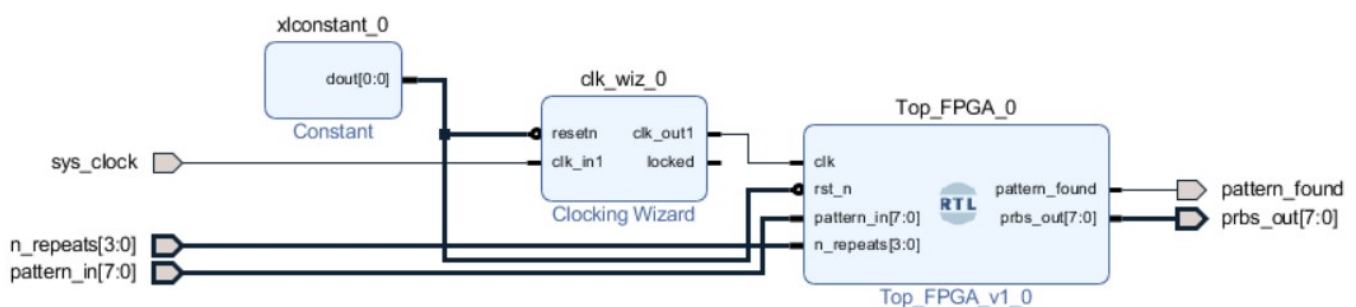 xlconstant_0
dout[0:0]
Constant
clk_wiz_0
resetn
clk_out1
clk_in1
locked
Clocking Wizard
Top_FPGA_0
clk
rst_n
pattern_in[7:0]
n_repeats[3:0]
RTL
pattern_found
prbs_out[7:0]
Top_FPGA_v1_0
sys_clock
n_repeats[3:0]
pattern_in[7:0]
pattern_found
prbs_out[7:0]